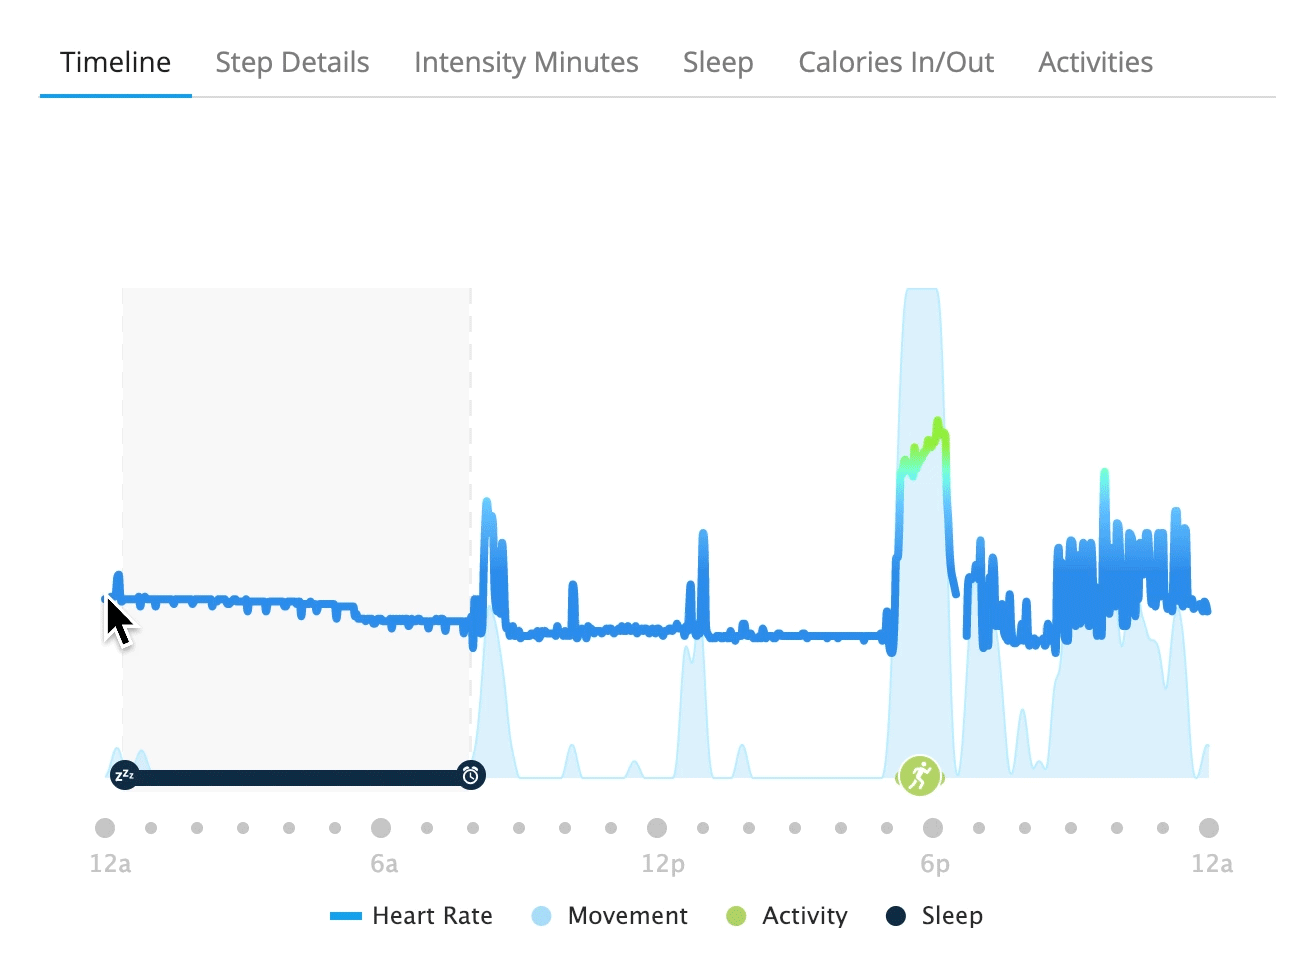 Timeline Step Details Intensity Minutes Sleep Calories In/Out Activities
zzz
12a 6a 12p 6p 12a
Heart Rate Movement Activity Sleep